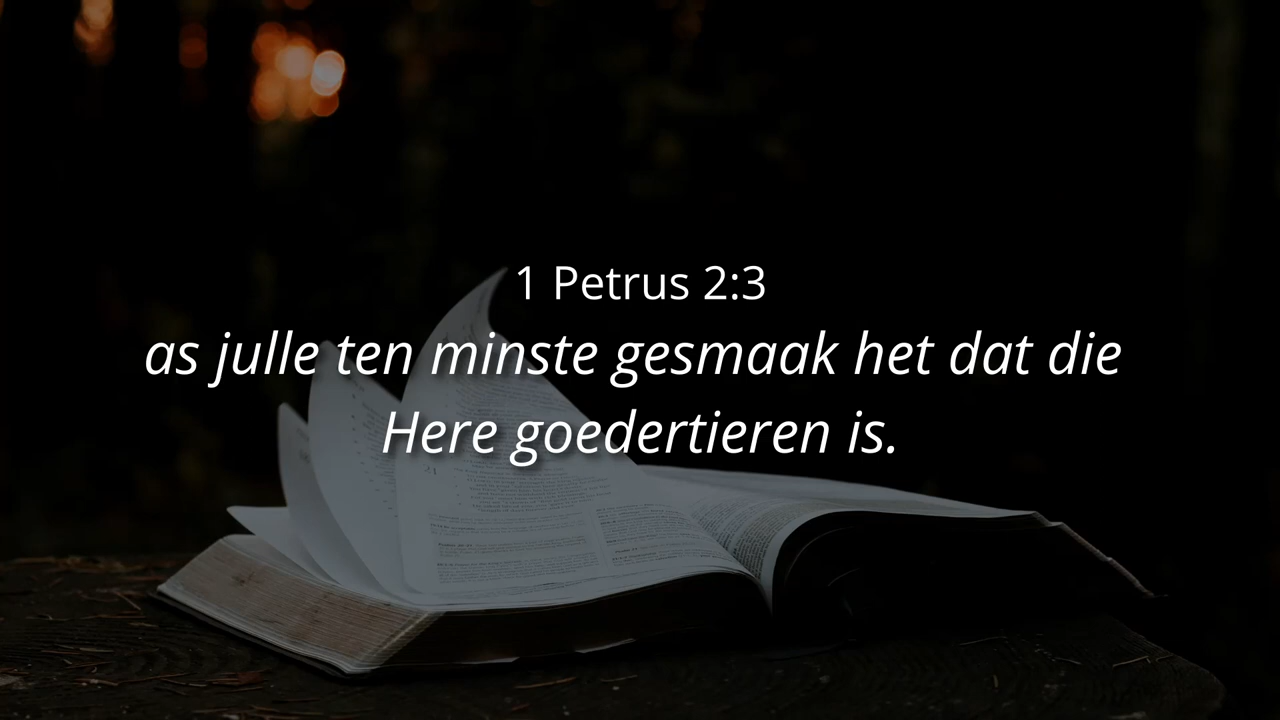 1 Petrus 2:3
as julle ten minste gesmaak het dat die
Here goedertieren is.